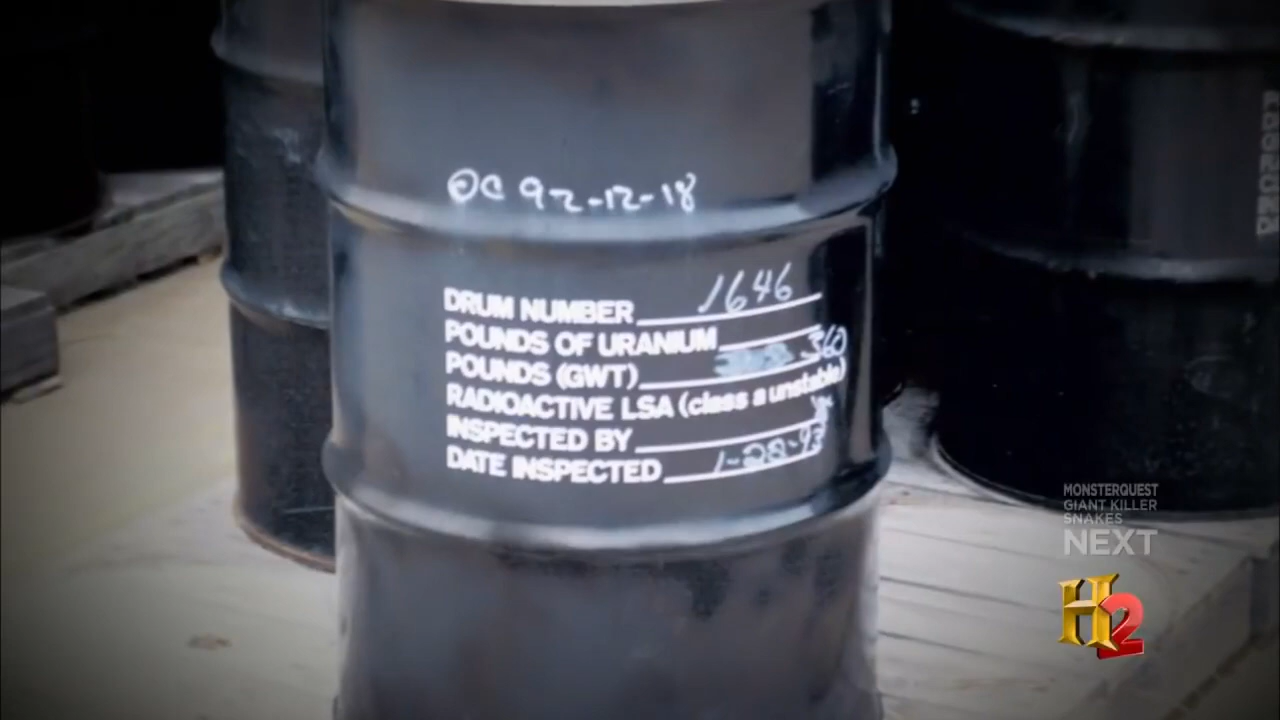 QC 92-12-18
DRUM NUMBER 1646
POUNDS OF URANIUM
POUNDS (GWT) 360
RADIOACTIVE LSA (class a unstable)
INSPECTED BY
DATE INSPECTED 1-28-93
MONSTERQUEST
GIANT KILLER
SNAKES
NEXT
H2